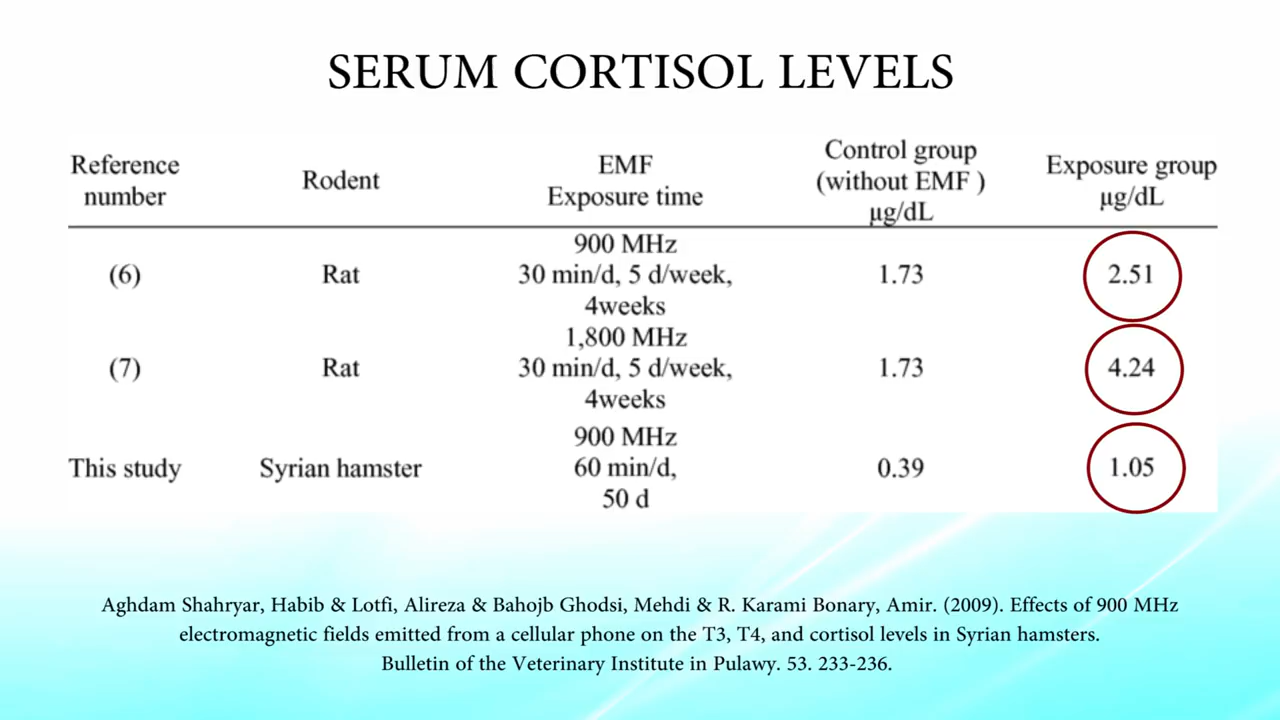 SERUM CORTISOL LEVELS
Reference number Rodent EMF Exposure time Control group (without EMF ) µg/dL Exposure group µg/dL
(6) Rat 900 MHz 30 min/d, 5 d/week, 4weeks 1.73 2.51
(7) Rat 1,800 MHz 30 min/d, 5 d/week, 4weeks 1.73 4.24
This study Syrian hamster 900 MHz 60 min/d, 50 d 0.39 1.05
Aghdam Shahryar, Habib & Lotfi, Alireza & Bahojb Ghodsi, Mehdi & R. Karami Bonary, Amir. (2009). Effects of 900 MHz
electromagnetic fields emitted from a cellular phone on the T3, T4, and cortisol levels in Syrian hamsters.
Bulletin of the Veterinary Institute in Pulawy. 53. 233-236.